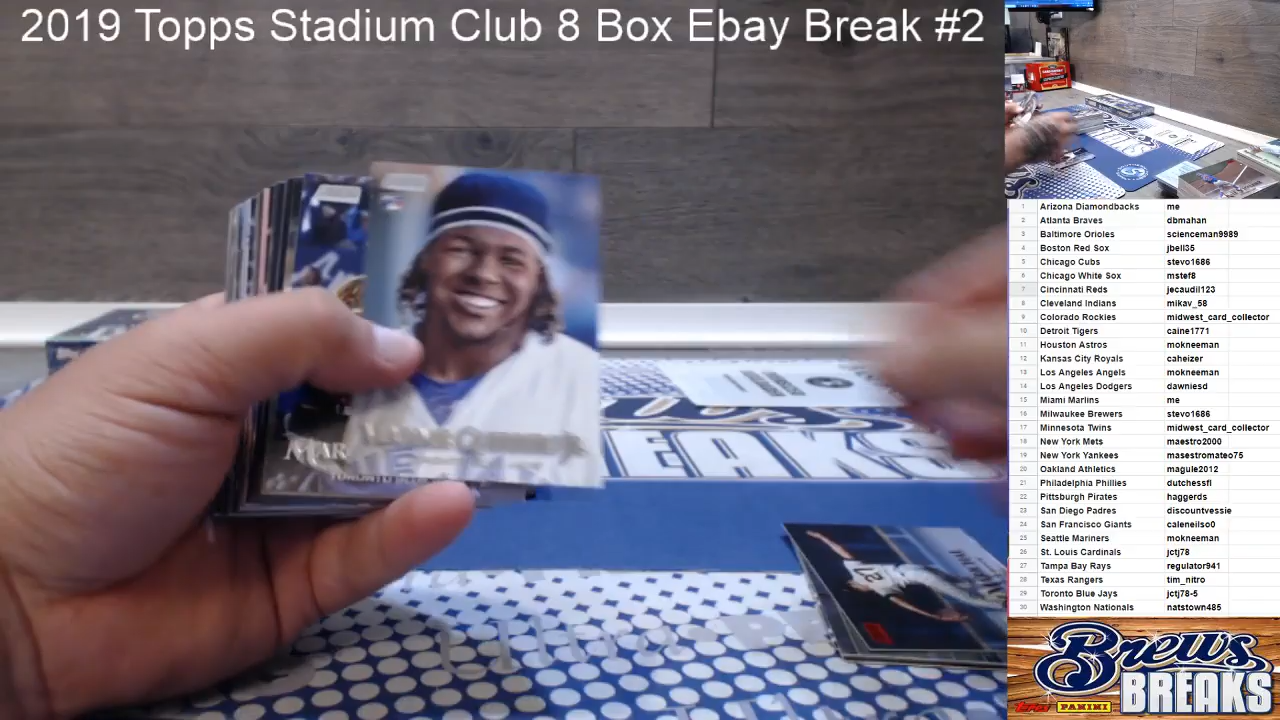 2019 Topps Stadium Club 8 Box Ebay Break #2
1 Arizona Diamondbacks me
2 Atlanta Braves dbmahan
3 Baltimore Orioles scienceman9989
4 Boston Red Sox jbell35
5 Chicago Cubs stevo1686
6 Chicago White Sox mstef8
7 Cincinnati Reds jecaudil123
8 Cleveland Indians mikav_58
9 Colorado Rockies midwest_card_collector
10 Detroit Tigers caine1771
11 Houston Astros mokneeman
12 Kansas City Royals caheizer
13 Los Angeles Angels mokneeman
14 Los Angeles Dodgers dawniesd
15 Miami Marlins me
16 Milwaukee Brewers stevo1686
17 Minnesota Twins midwest_card_collector
18 New York Mets maestro2000
19 New York Yankees masestromateo75
20 Oakland Athletics magule2012
21 Philadelphia Phillies dutchessfl
22 Pittsburgh Pirates haggerds
23 San Diego Padres discountvessie
24 San Francisco Giants caleneilso0
25 Seattle Mariners mokneeman
26 St. Louis Cardinals jctj78
27 Tampa Bay Rays regulator941
28 Texas Rangers tim_nitro
29 Toronto Blue Jays jctj78-5
30 Washington Nationals natstown485
EAKS
Brews
BREAKS
Topps PANINI